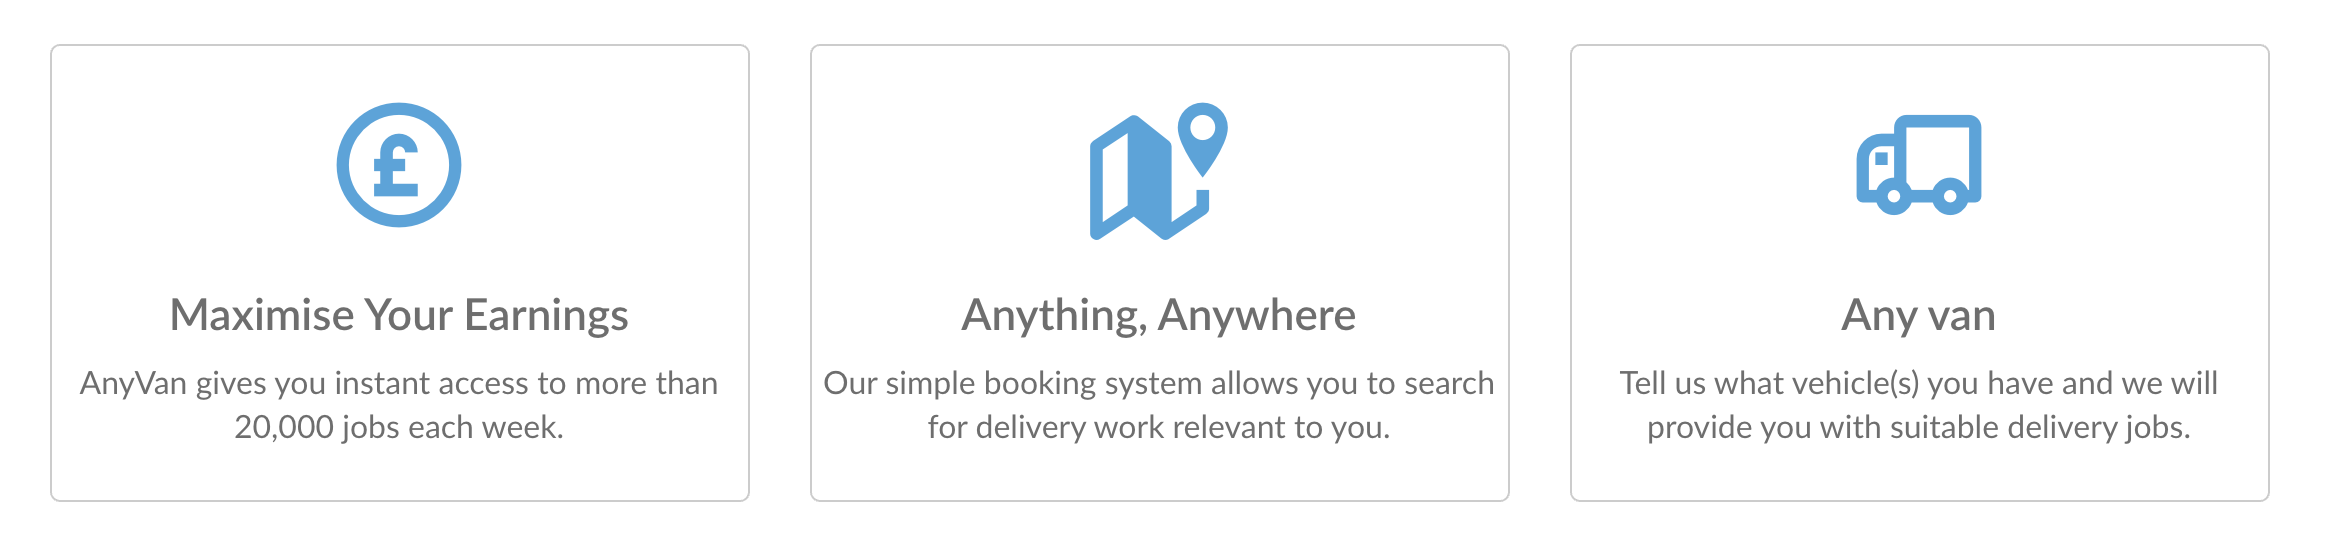 £
Maximise Your Earnings
AnyVan gives you instant access to more than
20,000 jobs each week.
Anything, Anywhere
Our simple booking system allows you to search
for delivery work relevant to you.
Any van
Tell us what vehicle(s) you have and we will
provide you with suitable delivery jobs.